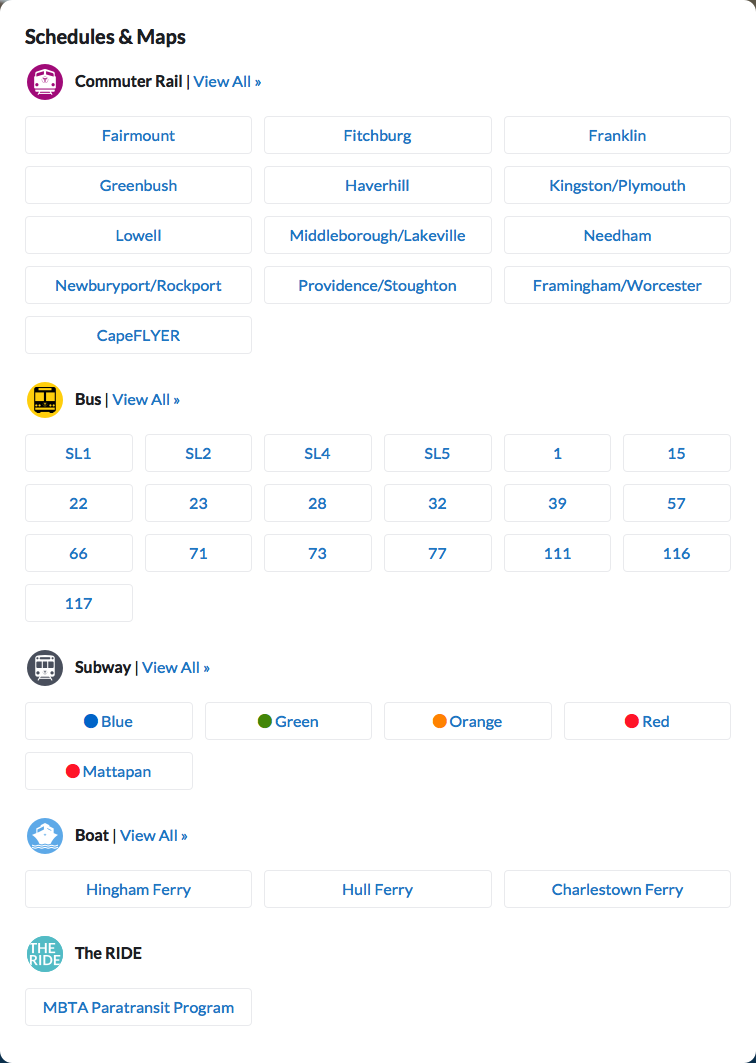 Schedules & Maps
Commuter Rail | View All »
Fairmount Fitchburg Franklin
Greenbush Haverhill Kingston/Plymouth
Lowell Middleborough/Lakeville Needham
Newburyport/Rockport Providence/Stoughton Framingham/Worcester
CapeFLYER
Bus | View All »
SL1 SL2 SL4 SL5 1 15
22 23 28 32 39 57
66 71 73 77 111 116
117
Subway | View All »
Blue Green Orange Red
Mattapan
Boat | View All »
Hingham Ferry Hull Ferry Charlestown Ferry
THE
RIDE
The RIDE
MBTA Paratransit Program